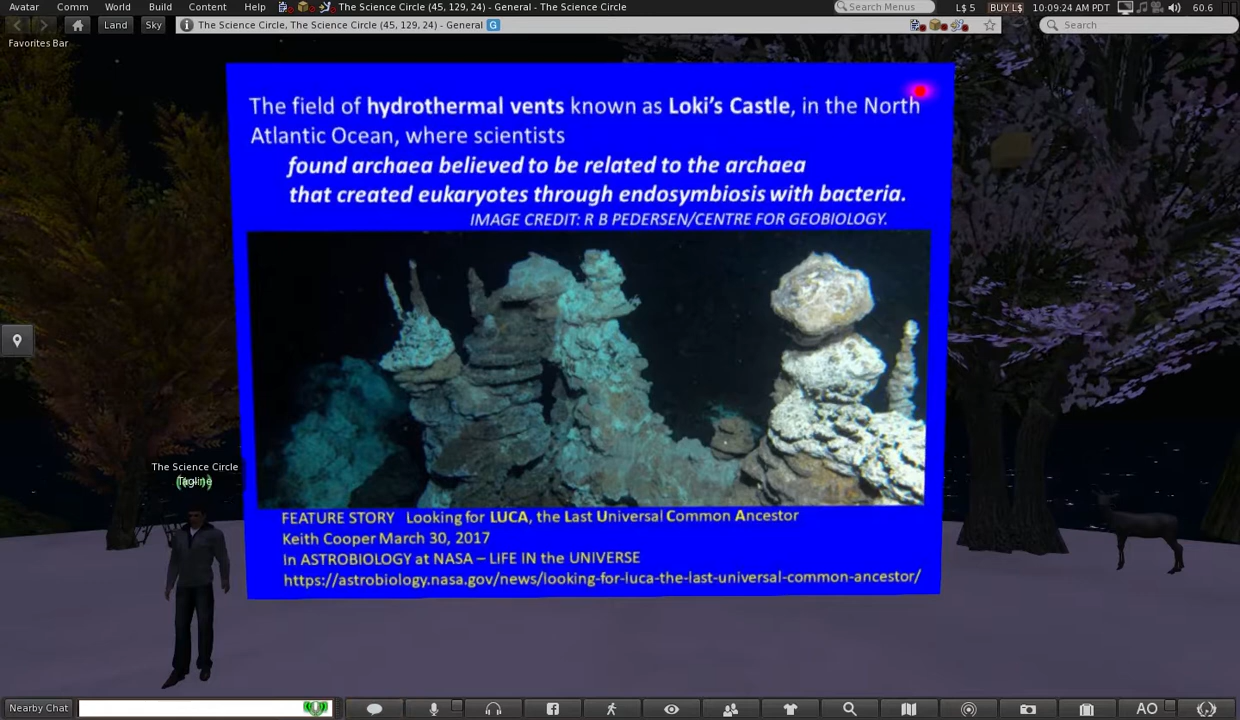 Avatar Comm World Build Content Help The Science Circle, The Science Circle (45, 129, 24) - General - The Science Circle Search Menus L$ 5 BUY L$ 10:09:24 AM PDT 60.6
Land Sky The Science Circle, The Science Circle (45, 129, 24) - General G Search
Favorites Bar
The field of hydrothermal vents known as Loki's Castle, in the North
Atlantic Ocean, where scientists
found archaea believed to be related to the archaea
that created eukaryotes through endosymbiosis with bacteria.
IMAGE CREDIT: R B PEDERSEN/CENTRE FOR GEOBIOLOGY.
The Science Circle
Tagline
FEATURE STORY Looking for LUCA, the Last Universal Common Ancestor
Keith Cooper March 30, 2017
In ASTROBIOLOGY at NASA – LIFE IN the UNIVERSE
https://astrobiology.nasa.gov/news/looking-for-luca-the-last-universal-common-ancestor/
Nearby Chat AO